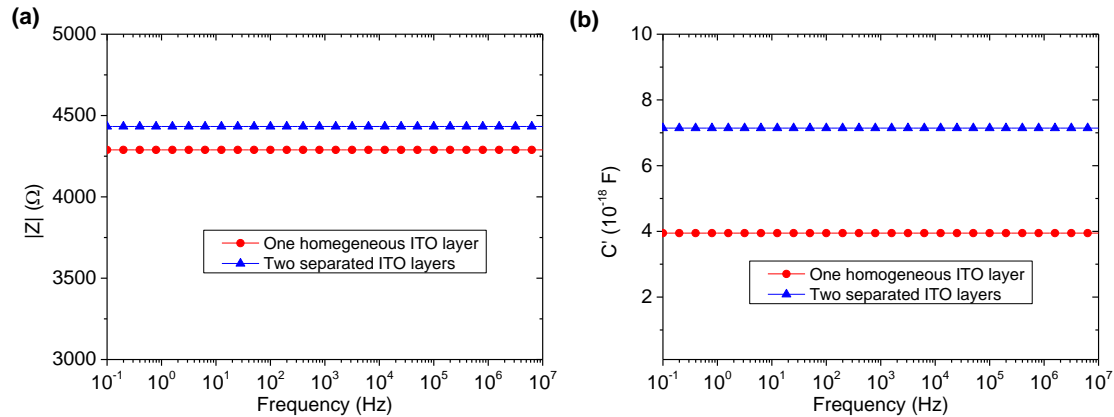 (a)
5000
4500
4000
3500
3000
|Z| (Ω)
10⁻¹ 10⁰ 10¹ 10² 10³ 10⁴ 10⁵ 10⁶ 10⁷
Frequency (Hz)
One homegeneous ITO layer
Two separated ITO layers
(b)
10
8
6
4
2
C' (10⁻¹⁸ F)
10⁻¹ 10⁰ 10¹ 10² 10³ 10⁴ 10⁵ 10⁶ 10⁷
Frequency (Hz)
One homogeneous ITO layer
Two separated ITO layers